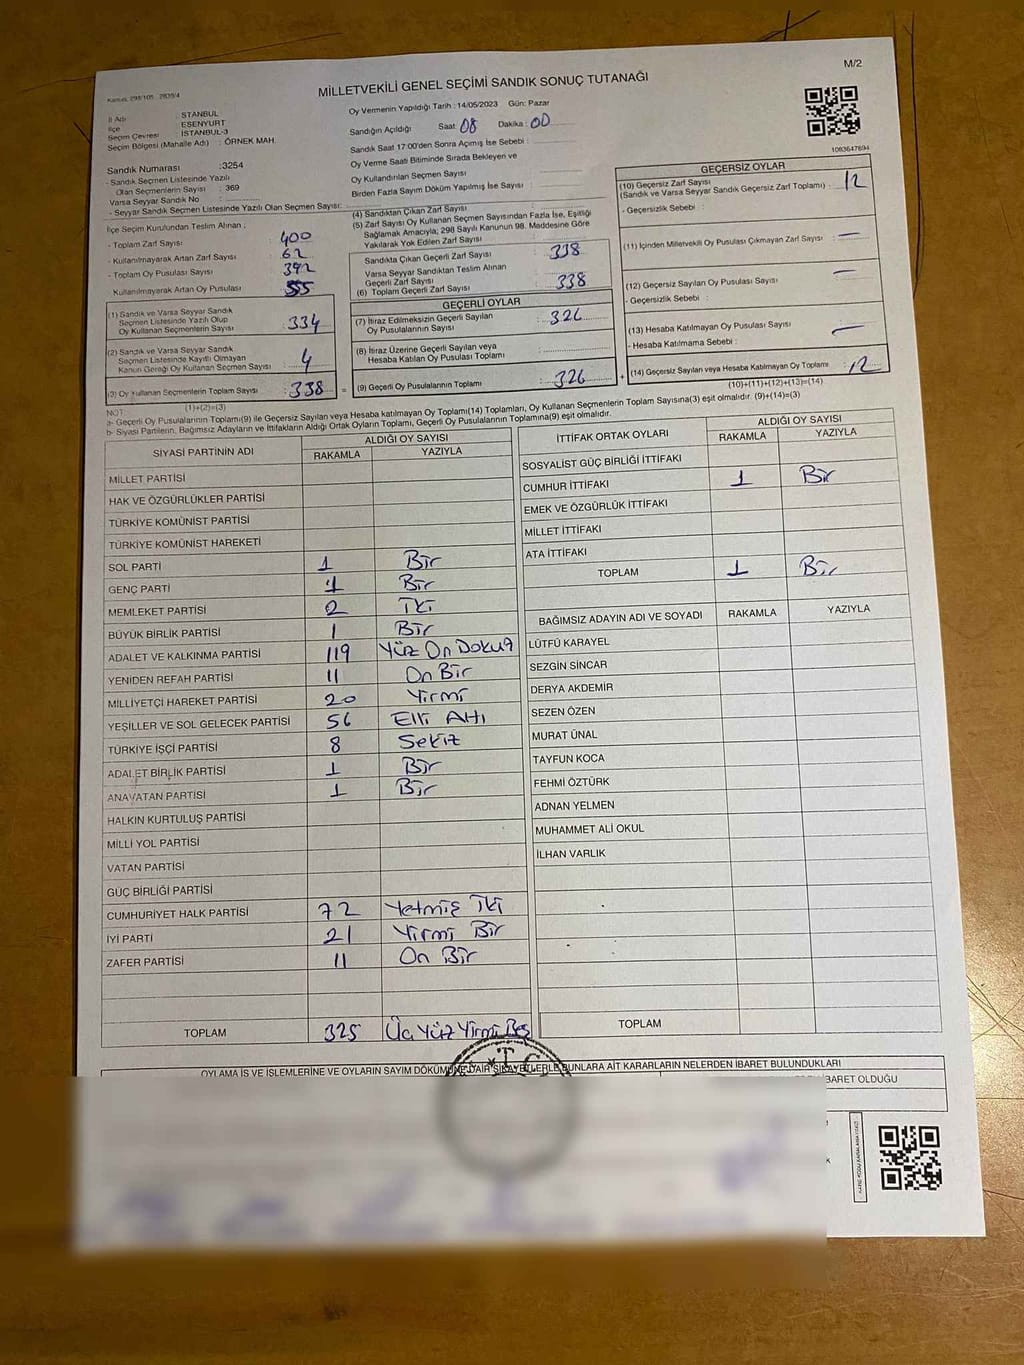 M/2
MİLLETVEKİLİ GENEL SEÇİMİ SANDIK SONUÇ TUTANAĞI
Kanun: 298/105 2839/4
İl Adı : İSTANBUL
İlçe : ESENYURT
Seçim Çevresi : İSTANBUL-3
Seçim Bölgesi (Mahalle Adı) : ÖRNEK MAH.
Oy Vermenin Yapıldığı Tarih : 14/05/2023 Gün: Pazar
Sandığın Açıldığı Saat: 08 Dakika: 00
Sandık Saat 17:00'den Sonra Açılmış İse Sebebi :
Oy Verme Saati Bitiminde Sırada Bekleyen ve
Oy Kullandırılan Seçmen Sayısı
Birden Fazla Sayım Döküm Yapılmış İse Sayısı :
1083647694
Sandık Numarası :3254
- Sandık Seçmen Listesinde Yazılı
Olan Seçmenlerin Sayısı : 369
Varsa Seyyar Sandık No :
- Seyyar Sandık Seçmen Listesinde Yazılı Olan Seçmen Sayısı:
İlçe Seçim Kurulundan Teslim Alınan ;
- Toplam Zarf Sayısı : 400
- Kullanılmayarak Artan Zarf Sayısı : 62
- Toplam Oy Pusulası Sayısı : 392
Kullanılmayarak Artan Oy Pusulası : 55
(1) Sandık ve Varsa Seyyar Sandık
Seçmen Listesinde Yazılı Olup
Oy Kullanan Seçmenlerin Sayısı : 334
(2) Sandık ve Varsa Seyyar Sandık
Seçmen Listesinde Kayıtlı Olmayan
Kanun Gereği Oy Kullanan Seçmen Sayısı : 4
(3) Oy Kullanan Seçmenlerin Toplam Sayısı : 338
(1)+(2)=(3)
(4) Sandıktan Çıkan Zarf Sayısı :
(5) Zarf Sayısı Oy Kullanan Seçmen Sayısından Fazla İse, Eşitliği
Sağlamak Amacıyla; 298 Sayılı Kanunun 98. Maddesine Göre
Yakılarak Yok Edilen Zarf Sayısı :
Sandıkta Çıkan Geçerli Zarf Sayısı : 338
Varsa Seyyar Sandıktan Teslim Alınan
Geçerli Zarf Sayısı :
(6) Toplam Geçerli Zarf Sayısı : 338
GEÇERLİ OYLAR
(7) İtiraz Edilmeksizin Geçerli Sayılan
Oy Pusulalarının Sayısı : 326
(8) İtiraz Üzerine Geçerli Sayılan veya
Hesaba Katılan Oy Pusulası Toplamı :
= (9) Geçerli Oy Pusulalarının Toplamı : 326
GEÇERSİZ OYLAR
(10) Geçersiz Zarf Sayısı
(Sandık ve Varsa Seyyar Sandık Geçersiz Zarf Toplamı) : 12
- Geçersizlik Sebebi :
(11) İçinden Milletvekili Oy Pusulası Çıkmayan Zarf Sayısı : —
(12) Geçersiz Sayılan Oy Pusulası Sayısı : —
- Geçersizlik Sebebi :
(13) Hesaba Katılmayan Oy Pusulası Sayısı : —
- Hesaba Katılmama Sebebi :
+ (14) Geçersiz Sayılan veya Hesaba Katılmayan Oy Toplamı : 12
(10)+(11)+(12)+(13)=(14)
NOT:
a- Geçerli Oy Pusulalarının Toplamı(9) ile Geçersiz Sayılan veya Hesaba katılmayan Oy Toplamı(14) Toplamları, Oy Kullanan Seçmenlerin Toplam Sayısına(3) eşit olmalıdır. (9)+(14)=(3)
b- Siyasi Partilerin, Bağımsız Adayların ve İttifakların Aldığı Ortak Oyların Toplamı, Geçerli Oy Pusulalarının Toplamına(9) eşit olmalıdır.
SİYASİ PARTİNİN ADI ALDIĞI OY SAYISI
RAKAMLA YAZIYLA
MİLLET PARTİSİ
HAK VE ÖZGÜRLÜKLER PARTİSİ
TÜRKİYE KOMÜNİST PARTİSİ
TÜRKİYE KOMÜNİST HAREKETİ
SOL PARTİ 1 Bir
GENÇ PARTİ 1 Bir
MEMLEKET PARTİSİ 2 İki
BÜYÜK BİRLİK PARTİSİ 1 Bir
ADALET VE KALKINMA PARTİSİ 119 Yüz On Dokuz
YENİDEN REFAH PARTİSİ 11 On Bir
MİLLİYETÇİ HAREKET PARTİSİ 20 Yirmi
YEŞİLLER VE SOL GELECEK PARTİSİ 56 Elli Altı
TÜRKİYE İŞÇİ PARTİSİ 8 Sekiz
ADALET BİRLİK PARTİSİ 1 Bir
ANAVATAN PARTİSİ 1 Bir
HALKIN KURTULUŞ PARTİSİ
MİLLİ YOL PARTİSİ
VATAN PARTİSİ
GÜÇ BİRLİĞİ PARTİSİ
CUMHURİYET HALK PARTİSİ 72 Yetmiş İki
İYİ PARTİ 21 Yirmi Bir
ZAFER PARTİSİ 11 On Bir
TOPLAM 325 Üç Yüz Yirmi Beş
İTTİFAK ORTAK OYLARI ALDIĞI OY SAYISI
RAKAMLA YAZIYLA
SOSYALİST GÜÇ BİRLİĞİ İTTİFAKI
CUMHUR İTTİFAKI 1 Bir
EMEK VE ÖZGÜRLÜK İTTİFAKI
MİLLET İTTİFAKI
ATA İTTİFAKI
TOPLAM 1 Bir
BAĞIMSIZ ADAYIN ADI VE SOYADI RAKAMLA YAZIYLA
LÜTFÜ KARAYEL
SEZGİN SİNCAR
DERYA AKDEMİR
SEZEN ÖZEN
MURAT ÜNAL
TAYFUN KOCA
FEHMİ ÖZTÜRK
ADNAN YELMEN
MUHAMMET ALİ OKUL
İLHAN VARLIK
TOPLAM
T.C.
OYLAMA İŞ VE İŞLEMLERİNE VE OYLARIN SAYIM DÖKÜMÜNE DAİR ŞİKAYETLERLE BUNLARA AİT KARARLARIN NELERDEN İBARET BULUNDUKLARI
İBARET OLDUĞU